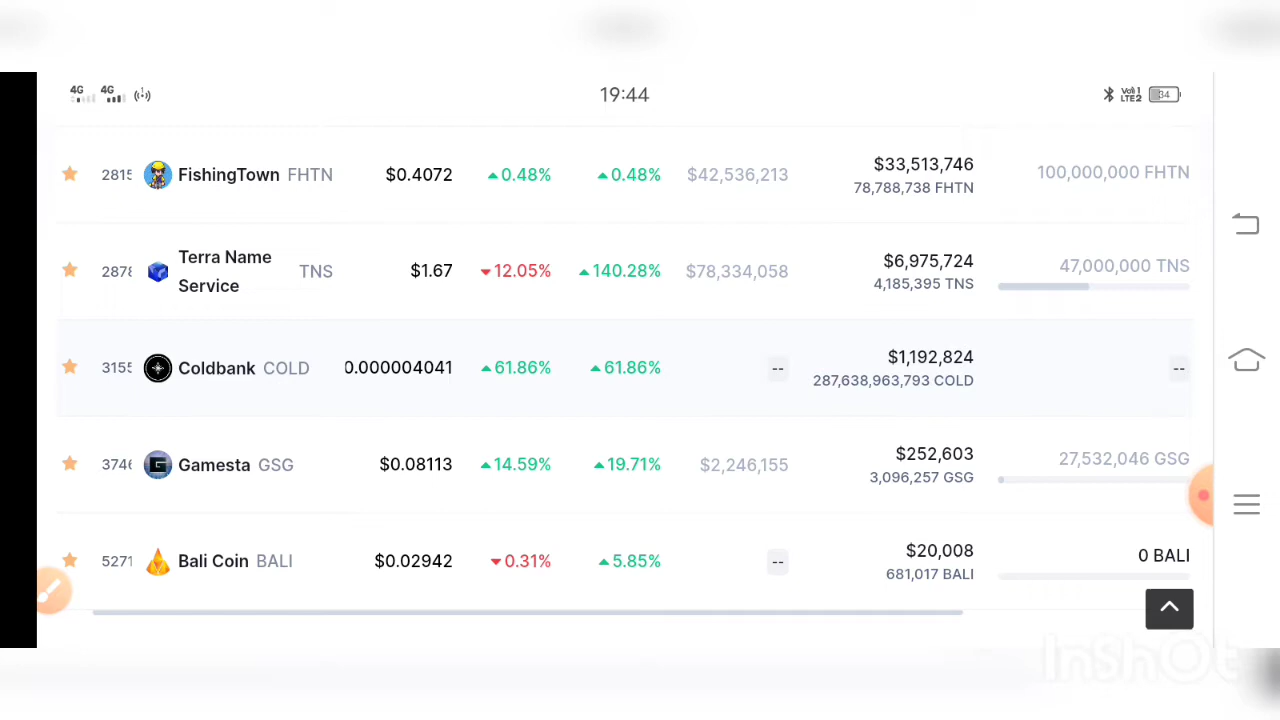 4G 4G 19:44 Vo1) LTE2 34
2815 FishingTown FHTN $0.4072 0.48% 0.48% $42,536,213 $33,513,746 100,000,000 FHTN
78,788,738 FHTN
Terra Name
2878 TNS $1.67 12.05% 140.28% $78,334,058 $6,975,724 47,000,000 TNS
Service 4,185,395 TNS
3155 Coldbank COLD 0.000004041 61.86% 61.86% -- $1,192,824 --
287,638,963,793 COLD
3746 Gamesta GSG $0.08113 14.59% 19.71% $2,246,155 $252,603 27,532,046 GSG
3,096,257 GSG
5271 Bali Coin BALI $0.02942 0.31% 5.85% -- $20,008 0 BALI
681,017 BALI
InShOt